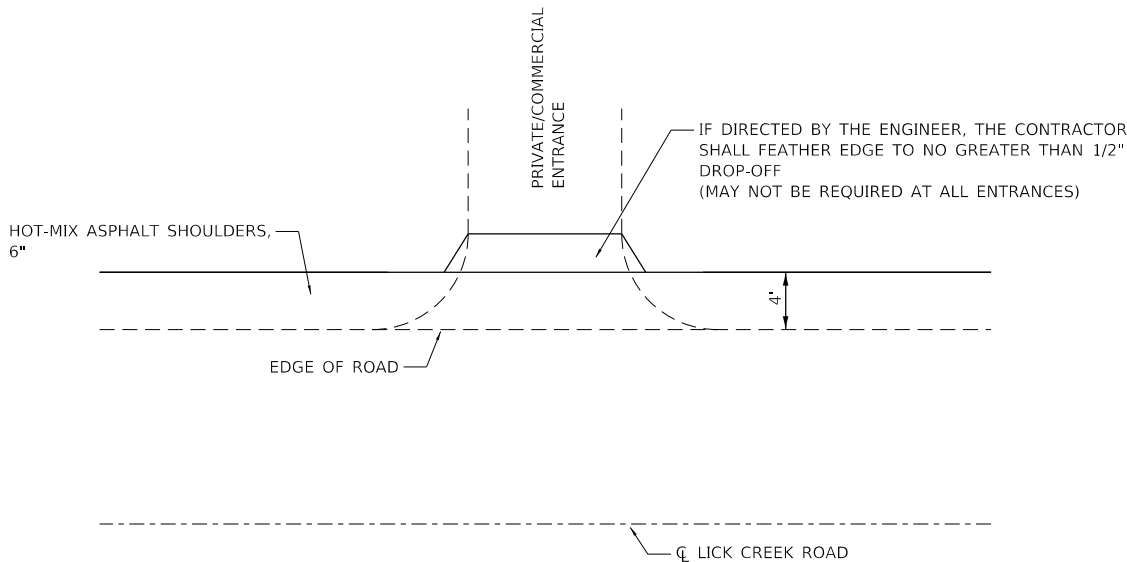 PRIVATE/COMMERCIAL
ENTRANCE
IF DIRECTED BY THE ENGINEER, THE CONTRACTOR
SHALL FEATHER EDGE TO NO GREATER THAN 1/2"
DROP-OFF
(MAY NOT BE REQUIRED AT ALL ENTRANCES)
HOT-MIX ASPHALT SHOULDERS,
6"
4'
EDGE OF ROAD
℄ LICK CREEK ROAD